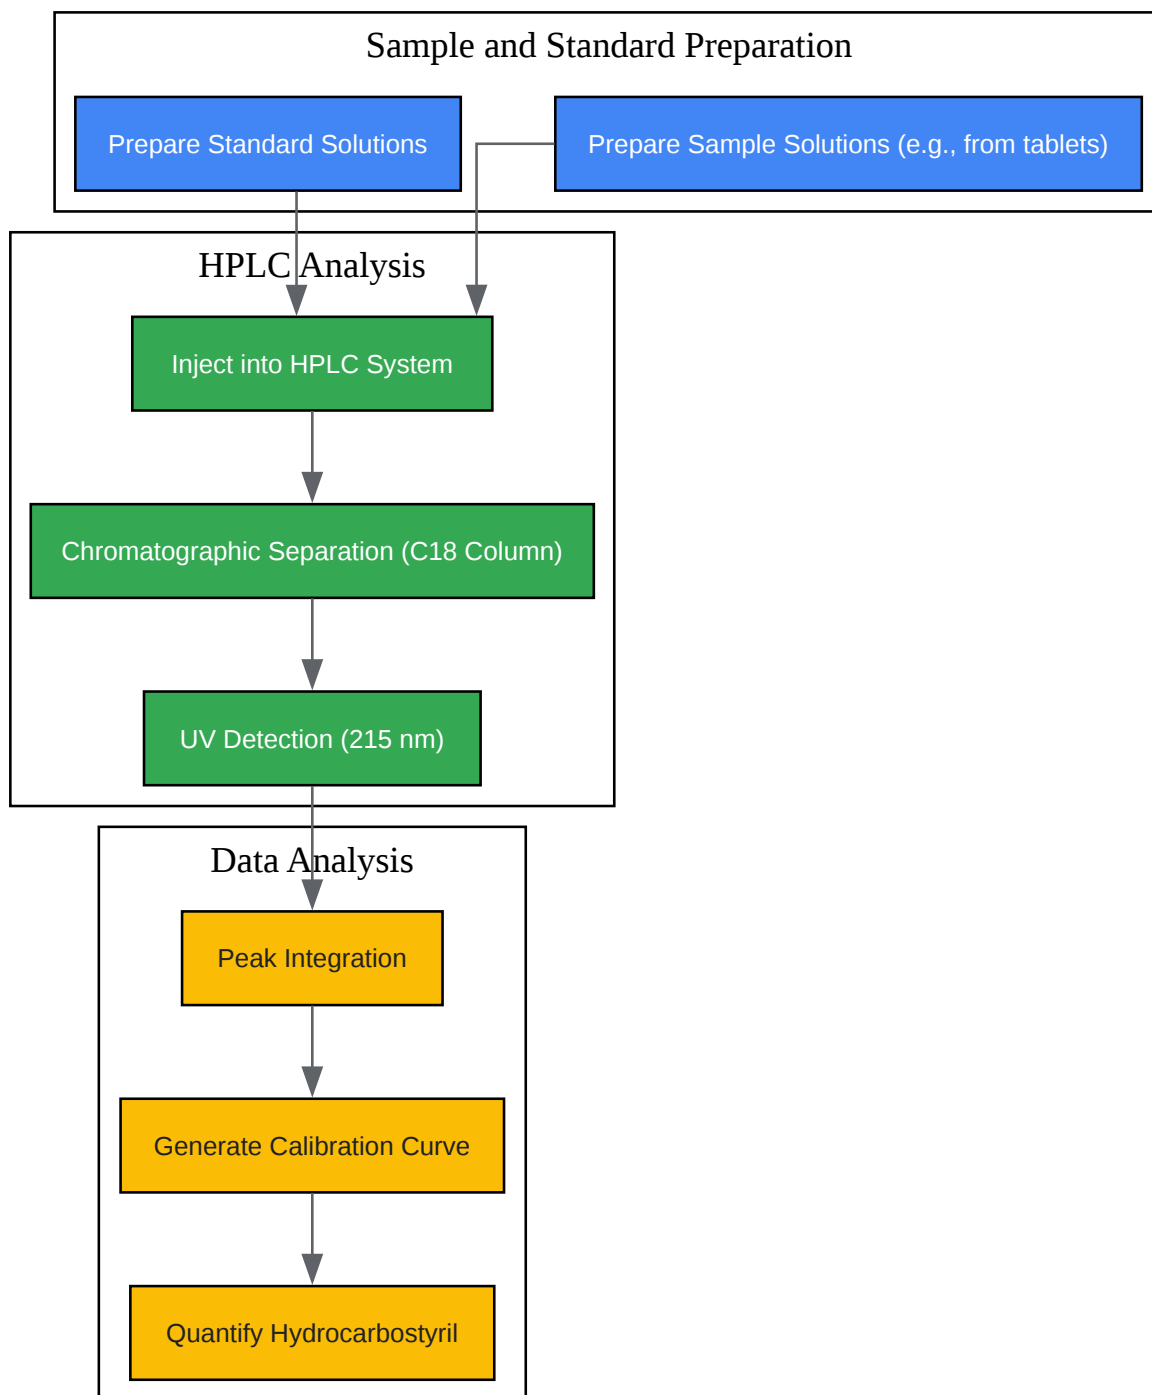 Sample and Standard Preparation
Prepare Standard Solutions
Prepare Sample Solutions (e.g., from tablets)
HPLC Analysis
Inject into HPLC System
Chromatographic Separation (C18 Column)
UV Detection (215 nm)
Data Analysis
Peak Integration
Generate Calibration Curve
Quantify Hydrocarbostyril